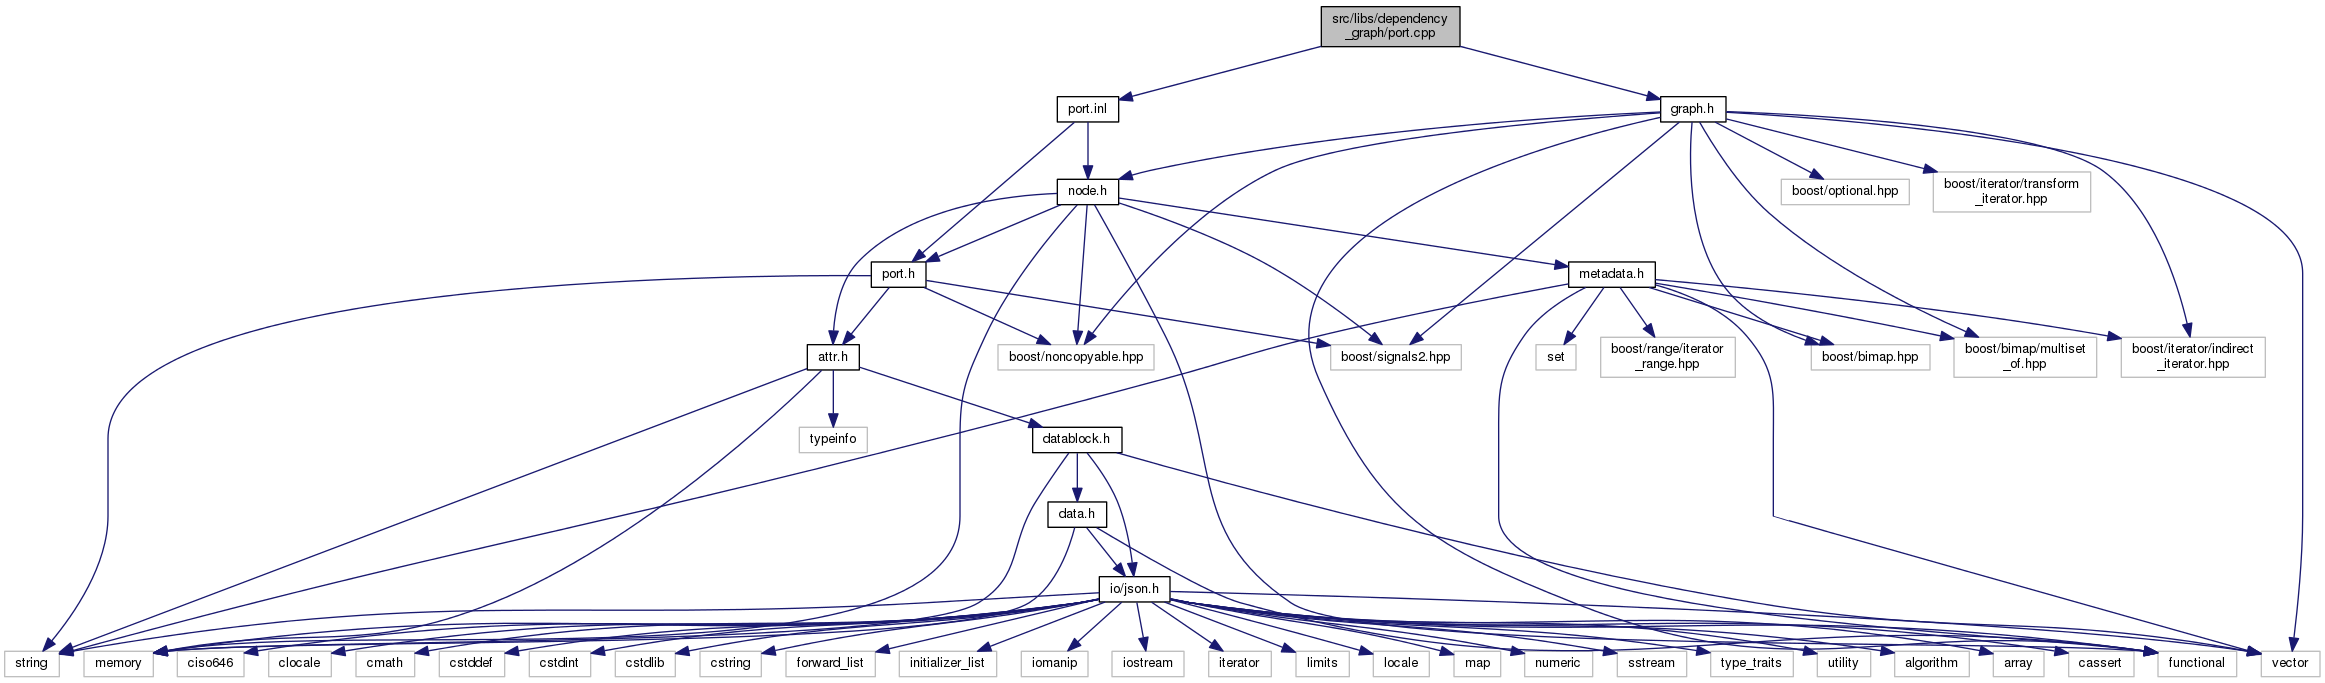 src/libs/dependency
_graph/port.cpp
port.inl
graph.h
node.h
boost/optional.hpp
boost/iterator/transform
_iterator.hpp
port.h
metadata.h
attr.h
boost/noncopyable.hpp
boost/signals2.hpp
set
boost/range/iterator
_range.hpp
boost/bimap.hpp
boost/bimap/multiset
_of.hpp
boost/iterator/indirect
_iterator.hpp
typeinfo
datablock.h
data.h
io/json.h
string
memory
ciso646
clocale
cmath
cstddef
cstdint
cstdlib
cstring
forward_list
initializer_list
iomanip
iostream
iterator
limits
locale
map
numeric
sstream
type_traits
utility
algorithm
array
cassert
functional
vector